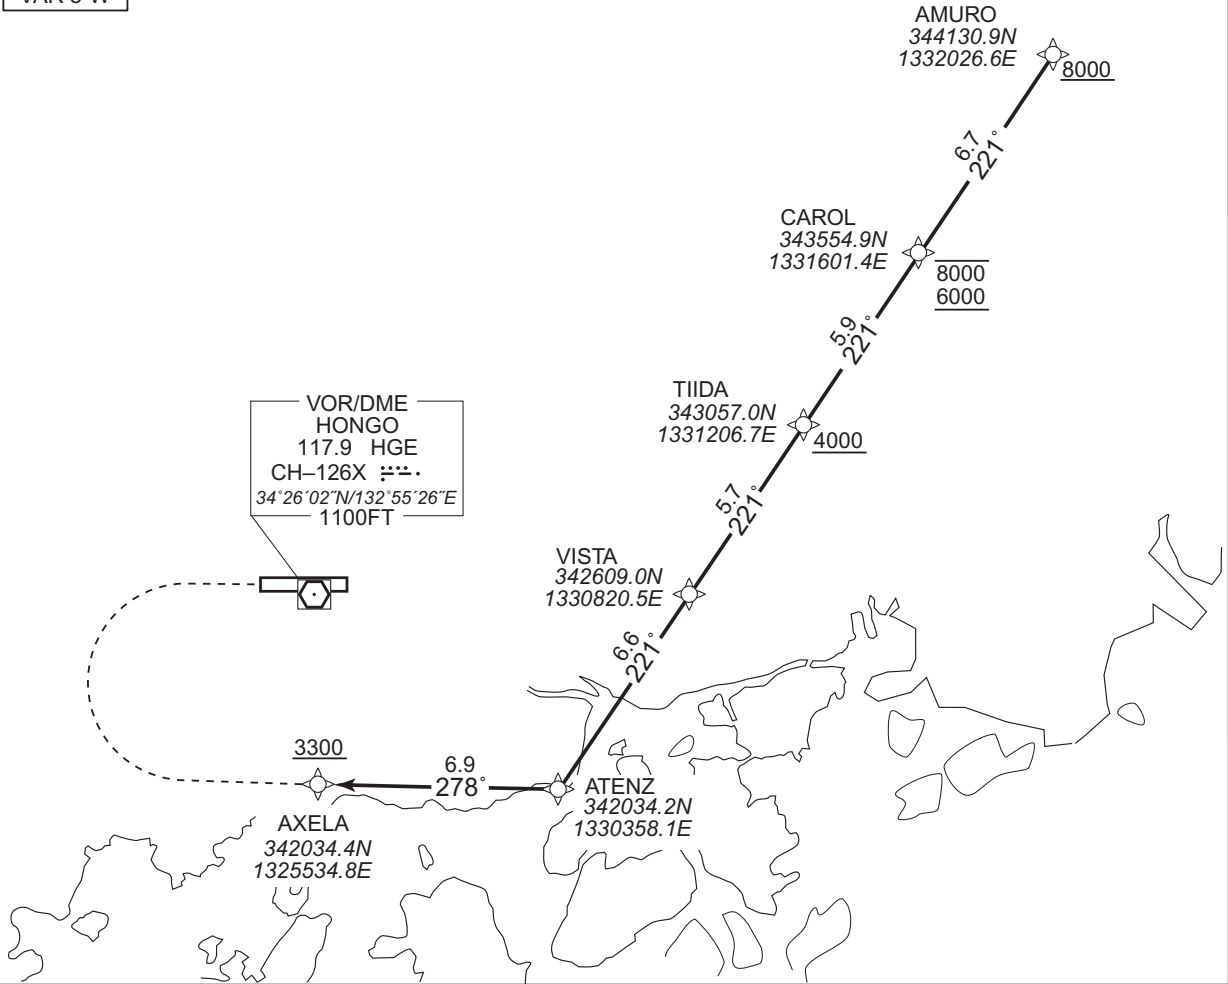 AMURO
344130.9N
1332026.6E
8000
6.7
221°
CAROL
343554.9N
1331601.4E
8000
6000
5.9
221°
TIIDA
343057.0N
1331206.7E
4000
5.7
221°
VOR/DME
HONGO
117.9 HGE
CH–126X
34°26′02″N/132°55′26″E
1100FT
VISTA
342609.0N
1330820.5E
6.6
221°
3300
6.9
278°
ATENZ
342034.2N
1330358.1E
AXELA
342034.4N
1325534.8E